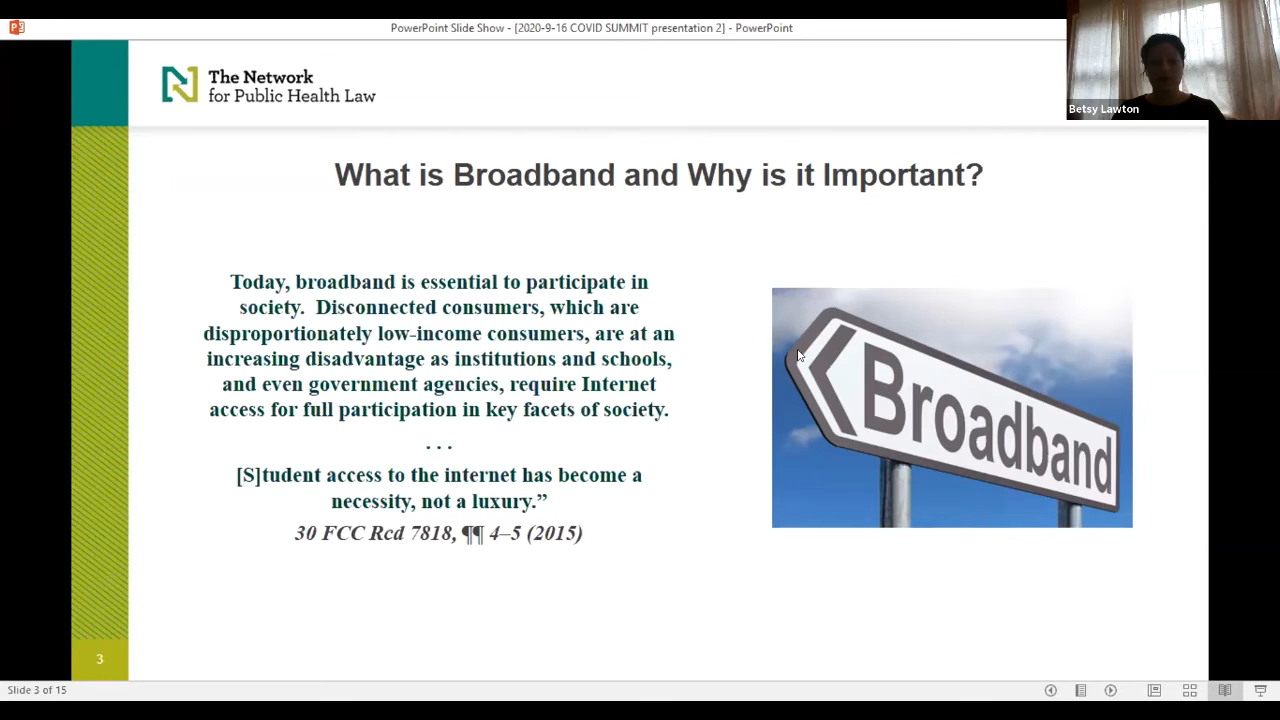 PowerPoint Slide Show - [2020-9-16 COVID SUMMIT presentation 2] - PowerPoint
Betsy Lawton
The Network
for Public Health Law
What is Broadband and Why is it Important?
Today, broadband is essential to participate in
society.  Disconnected consumers, which are
disproportionately low-income consumers, are at an
increasing disadvantage as institutions and schools,
and even government agencies, require Internet
access for full participation in key facets of society.
. . .
[S]tudent access to the internet has become a
necessity, not a luxury.”
30 FCC Rcd 7818, ¶¶ 4–5 (2015)
Broadband
3
Slide 3 of 15